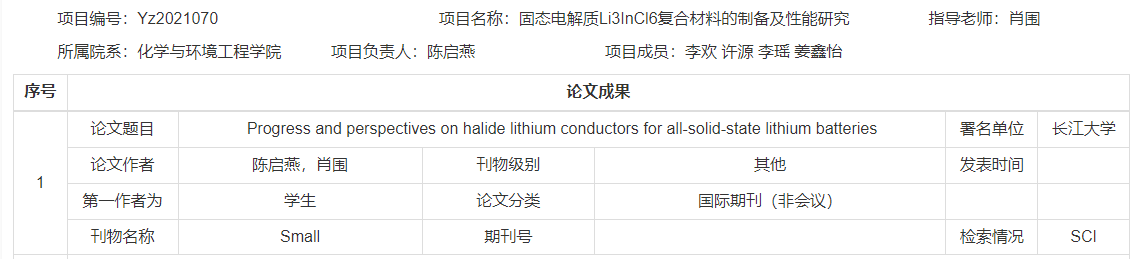 项目编号：Yz2021070 项目名称：固态电解质Li3InCl6复合材料的制备及性能研究 指导老师：肖围
所属院系：化学与环境工程学院 项目负责人：陈启燕 项目成员：李欢 许源 李瑶 姜鑫怡
序号 论文成果
论文题目 Progress and perspectives on halide lithium conductors for all-solid-state lithium batteries 署名单位 长江大学
论文作者 陈启燕，肖围 刊物级别 其他 发表时间
1
第一作者为 学生 论文分类 国际期刊（非会议）
刊物名称 Small 期刊号 检索情况 SCI